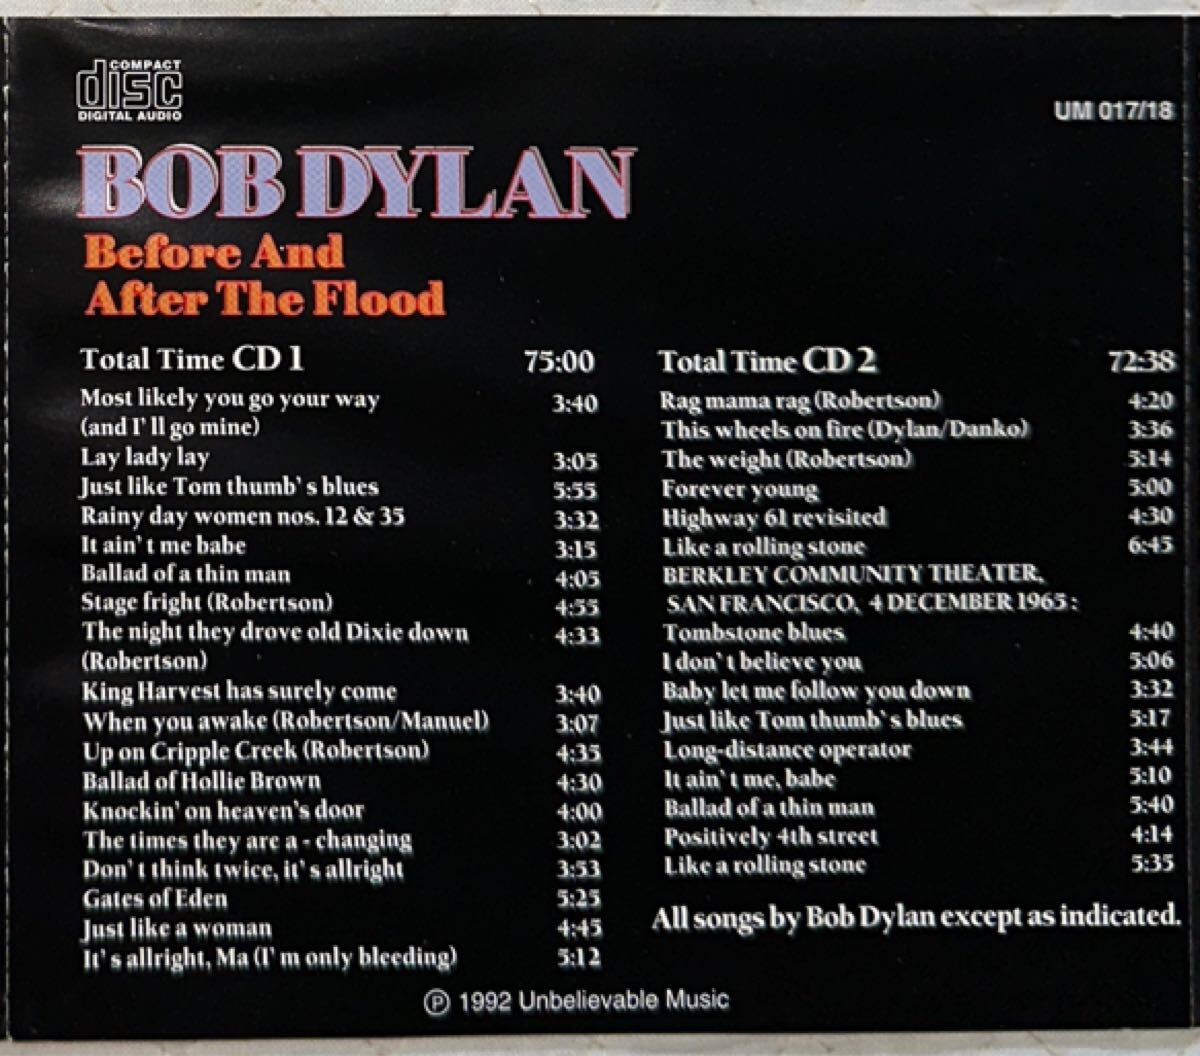 COMPACT
disc
DIGITAL AUDIO
UM 017/18
BOB DYLAN
Before And
After The Flood
Total Time CD 1 75:00
Most likely you go your way 3:40
(and I'll go mine)
Lay lady lay 3:05
Just like Tom thumb's blues 5:55
Rainy day women nos. 12 & 35 3:32
It ain't me babe 3:15
Ballad of a thin man 4:05
Stage fright (Robertson) 4:55
The night they drove old Dixie down 4:33
(Robertson)
King Harvest has surely come 3:40
When you awake (Robertson/Manuel) 3:07
Up on Cripple Creek (Robertson) 4:35
Ballad of Hollie Brown 4:30
Knockin' on heaven's door 4:00
The times they are a - changing 3:02
Don't think twice, it's allright 3:53
Gates of Eden 5:25
Just like a woman 4:45
It's allright, Ma (I'm only bleeding) 5:12
Total Time CD 2 72:38
Rag mama rag (Robertson) 4:20
This wheels on fire (Dylan/Danko) 3:36
The weight (Robertson) 5:14
Forever young 5:00
Highway 61 revisited 4:30
Like a rolling stone 6:45
BERKLEY COMMUNITY THEATER,
SAN FRANCISCO, 4 DECEMBER 1965:
Tombstone blues 4:40
I don't believe you 5:06
Baby let me follow you down 3:32
Just like Tom thumb's blues 5:17
Long-distance operator 3:44
It ain't me, babe 5:10
Ballad of a thin man 5:40
Positively 4th street 4:14
Like a rolling stone 5:35
All songs by Bob Dylan except as indicated.
Ⓟ 1992 Unbelievable Music